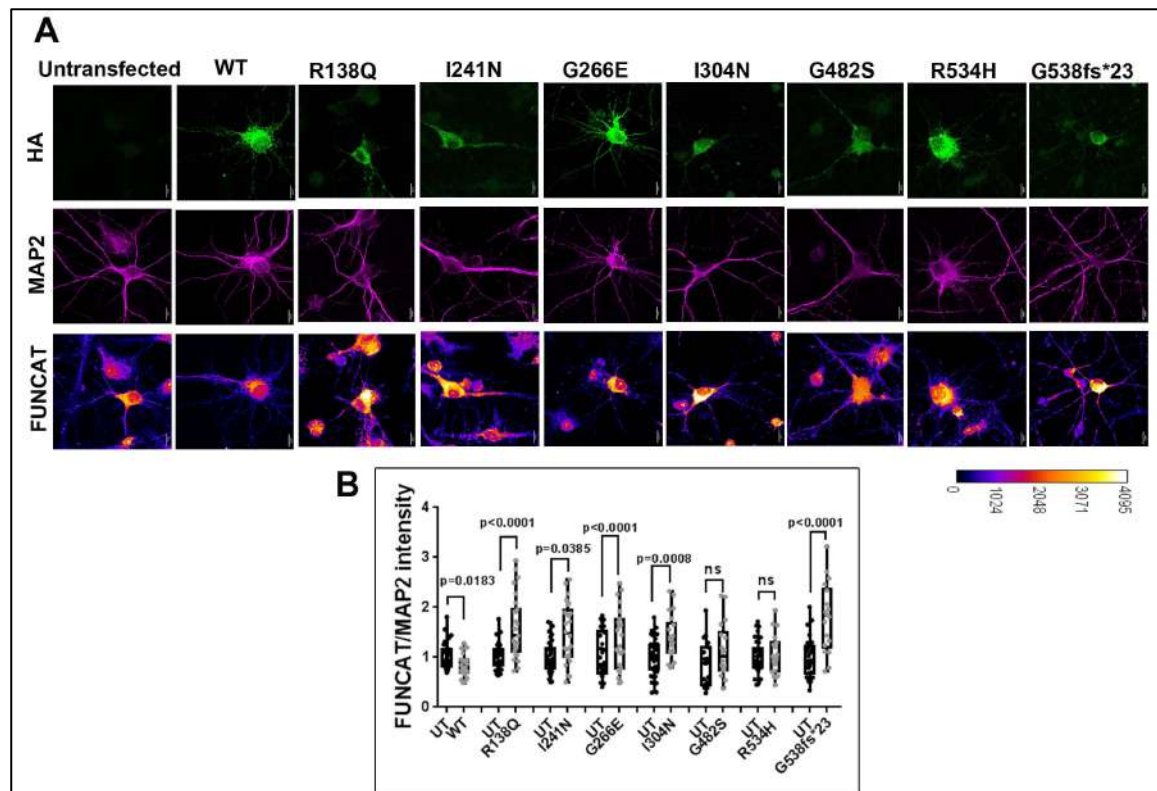 A
Untransfected WT R138Q I241N G266E I304N G482S R534H G538fs*23
HA
MAP2
FUNCAT
0 1024 2048 3071 4095
B
FUNCAT/MAP2 intensity
4
3
2
1
0
p=0.0183
p<0.0001
p=0.0385
p<0.0001
p=0.0008
ns
ns
p<0.0001
UT WT UT R138Q UT I241N UT G266E UT I304N UT G482S UT R534H UT G538fs*23